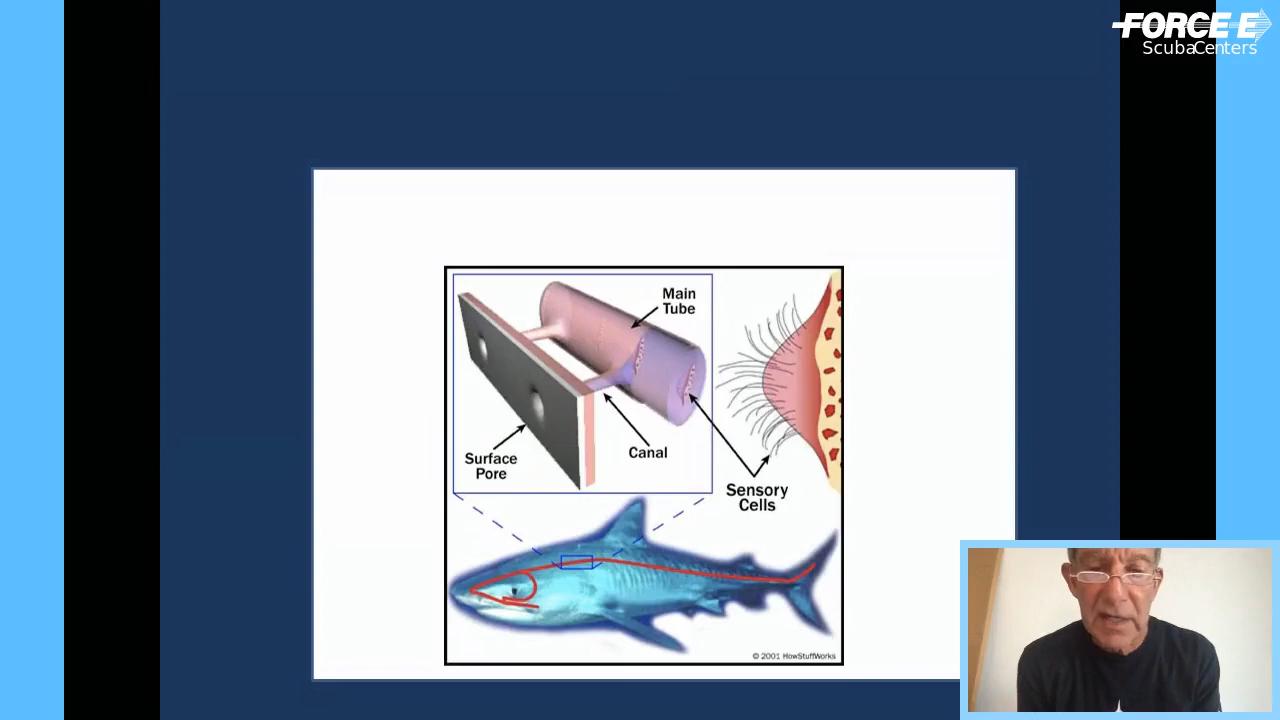 FORCE-E
ScubaCenters
Main
Tube
Surface
Pore
Canal
Sensory
Cells
© 2001 HowStuffWorks